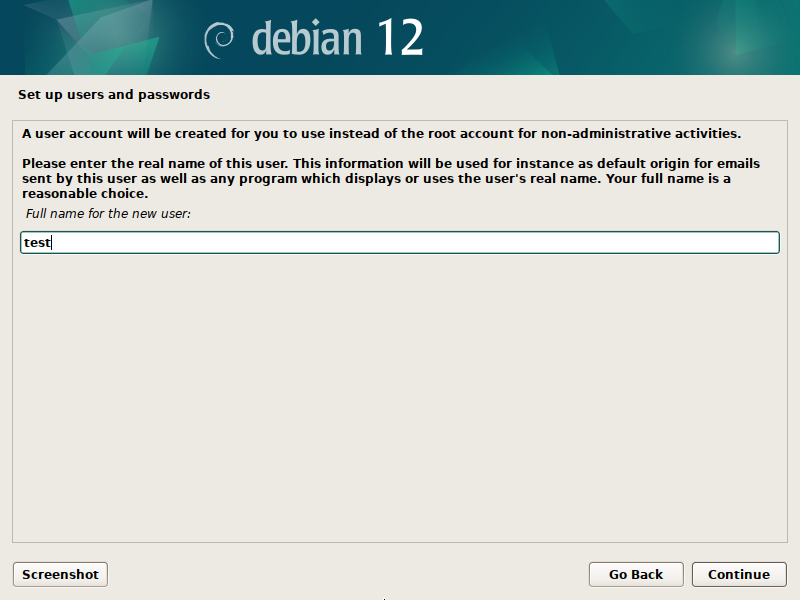 debian 12
Set up users and passwords
A user account will be created for you to use instead of the root account for non-administrative activities.
Please enter the real name of this user. This information will be used for instance as default origin for emails
sent by this user as well as any program which displays or uses the user's real name. Your full name is a
reasonable choice.
Full name for the new user:
test
Screenshot
Go Back
Continue